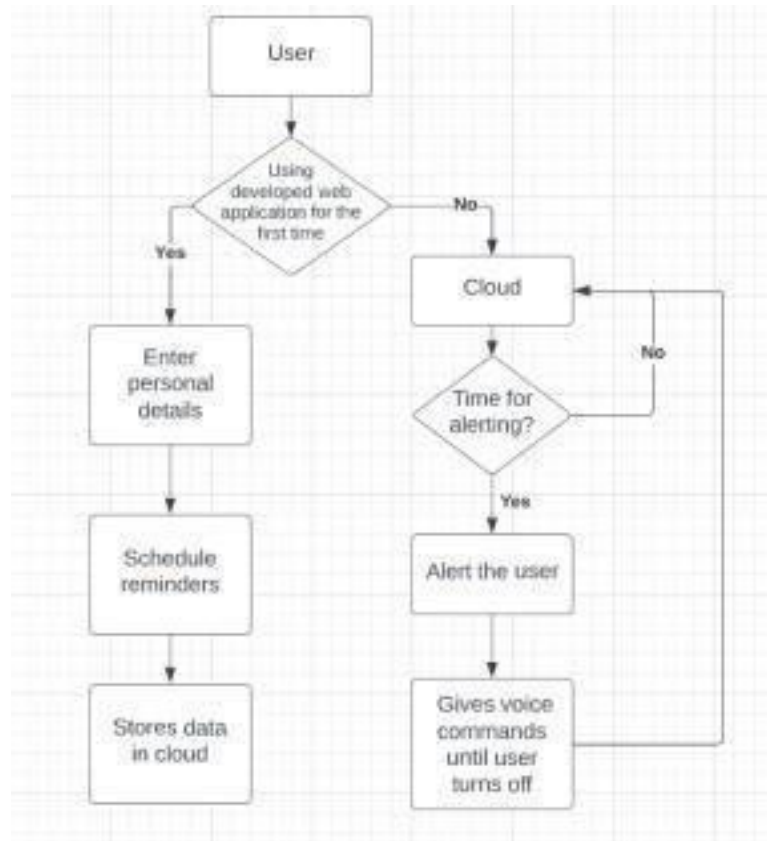 User
Using
developed web
application for the
first time
Yes
No
Enter
personal
details
Schedule
reminders
Stores data
in cloud
Cloud
Time for
alerting?
No
Yes
Alert the user
Gives voice
commands
until user
turns off